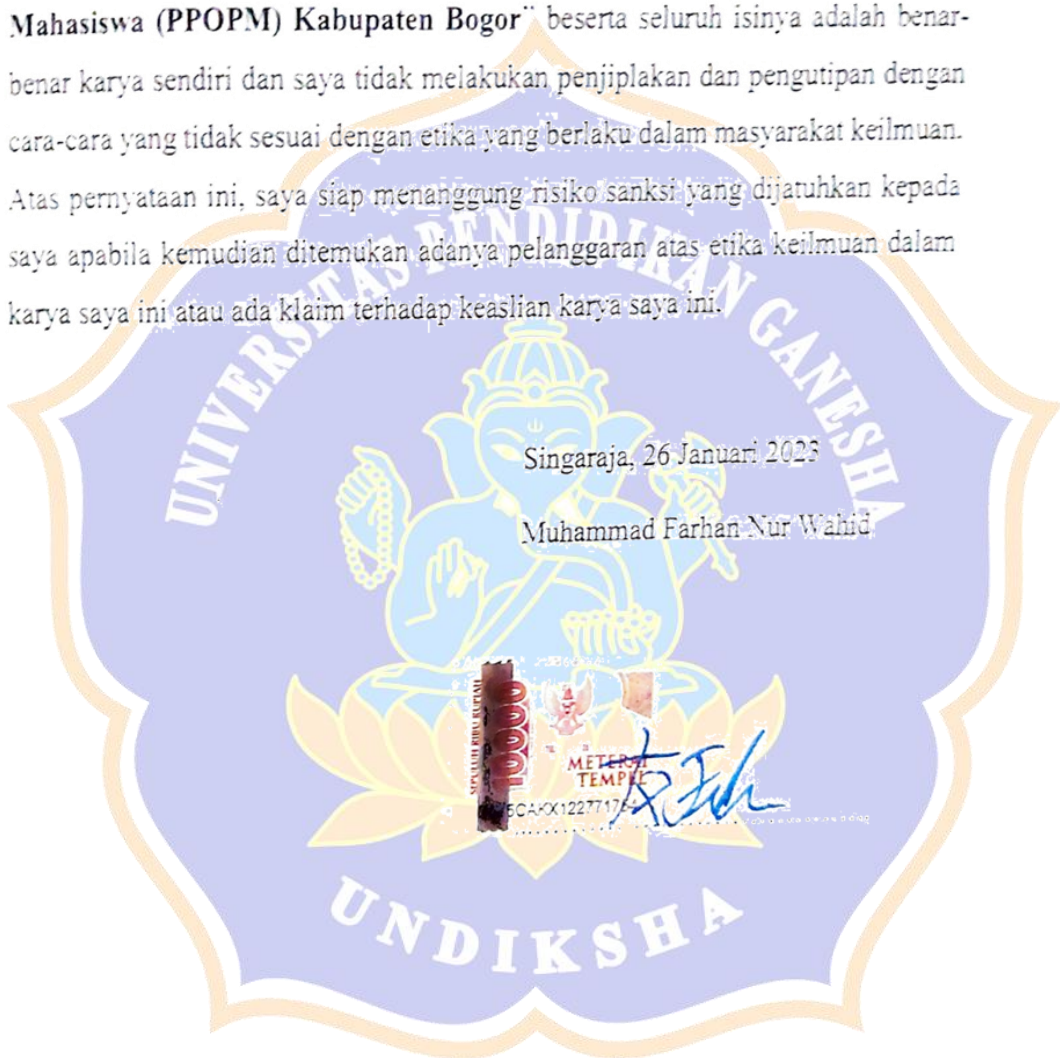 Mahasiswa (PPOPM) Kabupaten Bogor" beserta seluruh isinya adalah benar-
benar karya sendiri dan saya tidak melakukan penjiplakan dan pengutipan dengan
cara-cara yang tidak sesuai dengan etika yang berlaku dalam masyarakat keilmuan.
Atas pernyataan ini, saya siap menanggung risiko sanksi yang dijatuhkan kepada
saya apabila kemudian ditemukan adanya pelanggaran atas etika keilmuan dalam
karya saya ini atau ada klaim terhadap keaslian karya saya ini.
UNIVERSITAS PENDIDIKAN GANESHA
Singaraja, 26 Januari 2023
Muhammad Farhan Nur Wahid
SEPULUH RIBU RUPIAH
10000
METERAI
TEMPEL
UNDIKSHA